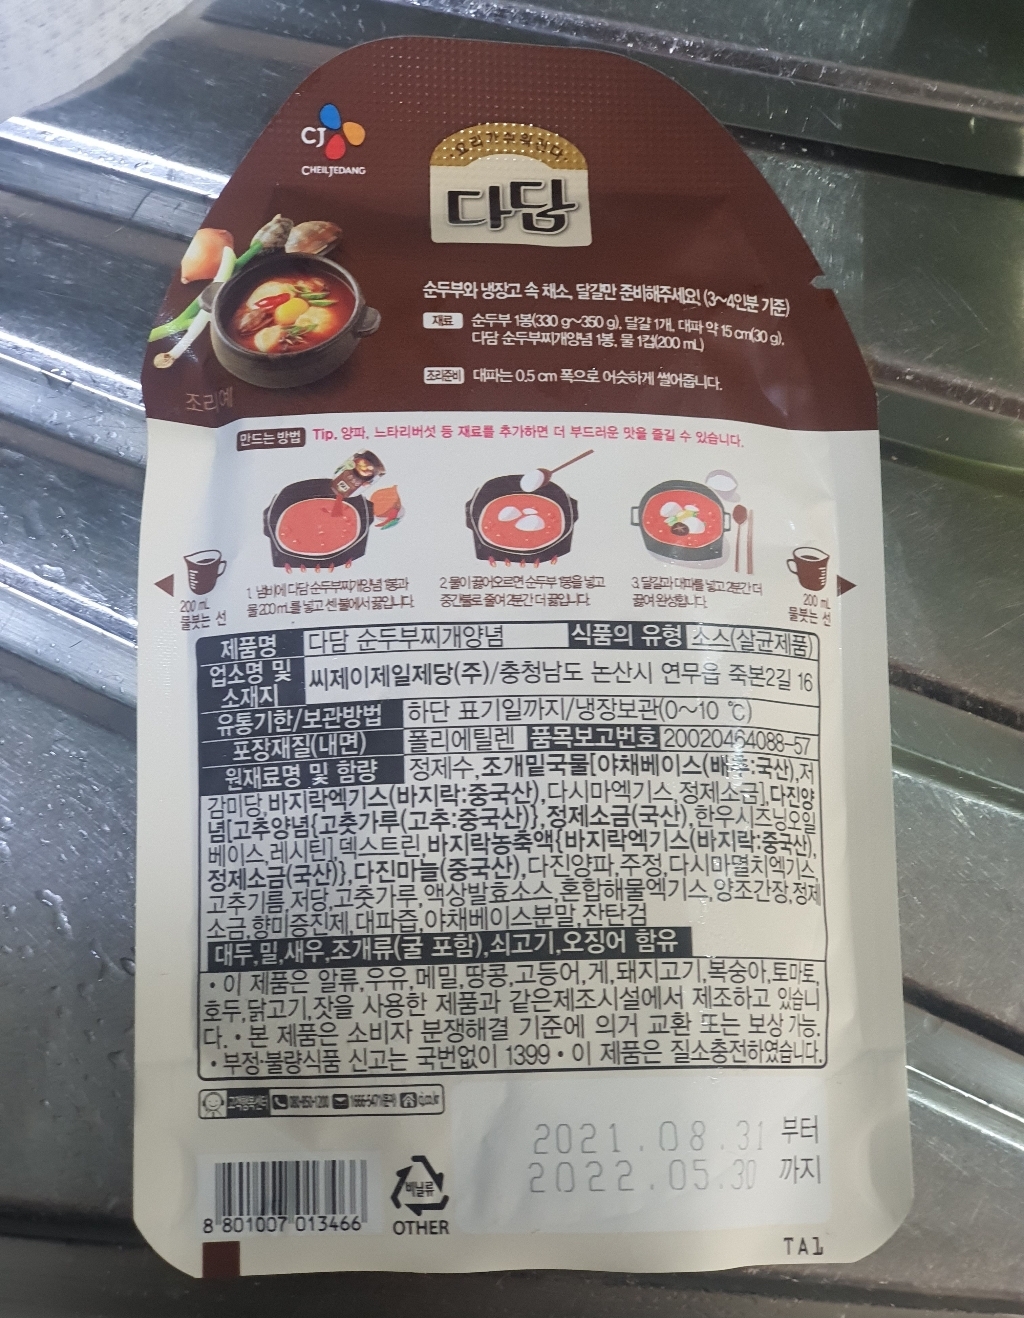 CJ
CHEILJEDANG
요리가 쉬워진다
다담
순두부와 냉장고 속 채소, 달걀만 준비해주세요! (3~4인분 기준)
재료 순두부 1봉(330 g~350 g), 달걀 1개, 대파 약 15 cm(30 g),
다담 순두부찌개양념 1봉, 물 1컵(200 mL)
조리준비 대파는 0.5 cm 폭으로 어슷하게 썰어줍니다.
조리예
만드는 방법 Tip. 양파, 느타리버섯 등 재료를 추가하면 더 부드러운 맛을 즐길 수 있습니다.
200 mL
물붓는 선
1. 냄비에 다담 순두부찌개양념 1봉과
물 200 mL를 넣고 센 불에서 끓입니다.
2. 물이 끓어오르면 순두부 1봉을 넣고
중간불로 줄여 2분간 더 끓입니다.
3. 달걀과 대파를 넣고 2분간 더
끓여 완성합니다.
200 mL
물붓는 선
제품명 다담 순두부찌개양념 식품의 유형 소스(살균제품)
업소명 및 소재지 씨제이제일제당(주)/충청남도 논산시 연무읍 죽본2길 16
유통기한/보관방법 하단 표기일까지/냉장보관(0~10 ℃)
포장재질(내면) 폴리에틸렌 품목보고번호 20020464088-57
원재료명 및 함량 정제수,조개밑국물[야채베이스(배추:국산),저
감미당,바지락엑기스(바지락:중국산),다시마엑기스,정제소금],다진양
념[고추양념{고춧가루(고추:중국산)},정제소금(국산),한우시즈닝오일
베이스,레시틴],덱스트린,바지락농축액{바지락엑기스(바지락:중국산),
정제소금(국산)},다진마늘(중국산),다진양파,주정,다시마멸치엑기스,
고추기름,저당,고춧가루,액상발효소스,혼합해물엑기스,양조간장,정제
소금,향미증진제,대파즙,야채베이스분말,잔탄검
대두,밀,새우,조개류(굴 포함),쇠고기,오징어 함유
• 이 제품은 알류,우유,메밀,땅콩,고등어,게,돼지고기,복숭아,토마토,
호두,닭고기,잣을 사용한 제품과 같은제조시설에서 제조하고 있습니
다. • 본 제품은 소비자 분쟁해결 기준에 의거 교환 또는 보상 가능.
• 부정·불량식품 신고는 국번없이 1399 • 이 제품은 질소충전하였습니다.
고객행복센터 080-850-1200 1666-5471(문자) cj.co.kr
2021.08.31 부터
2022.05.30 까지
8 801007 013466
비닐류
OTHER
TA1